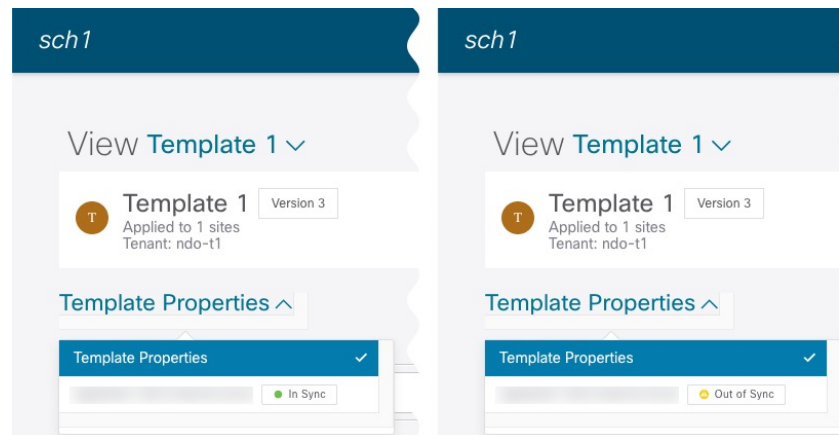 sch1
View Template 1
T
Template 1 Version 3
Applied to 1 sites
Tenant: ndo-t1
Template Properties
Template Properties
In Sync
sch1
View Template 1
T
Template 1 Version 3
Applied to 1 sites
Tenant: ndo-t1
Template Properties
Template Properties
Out of Sync